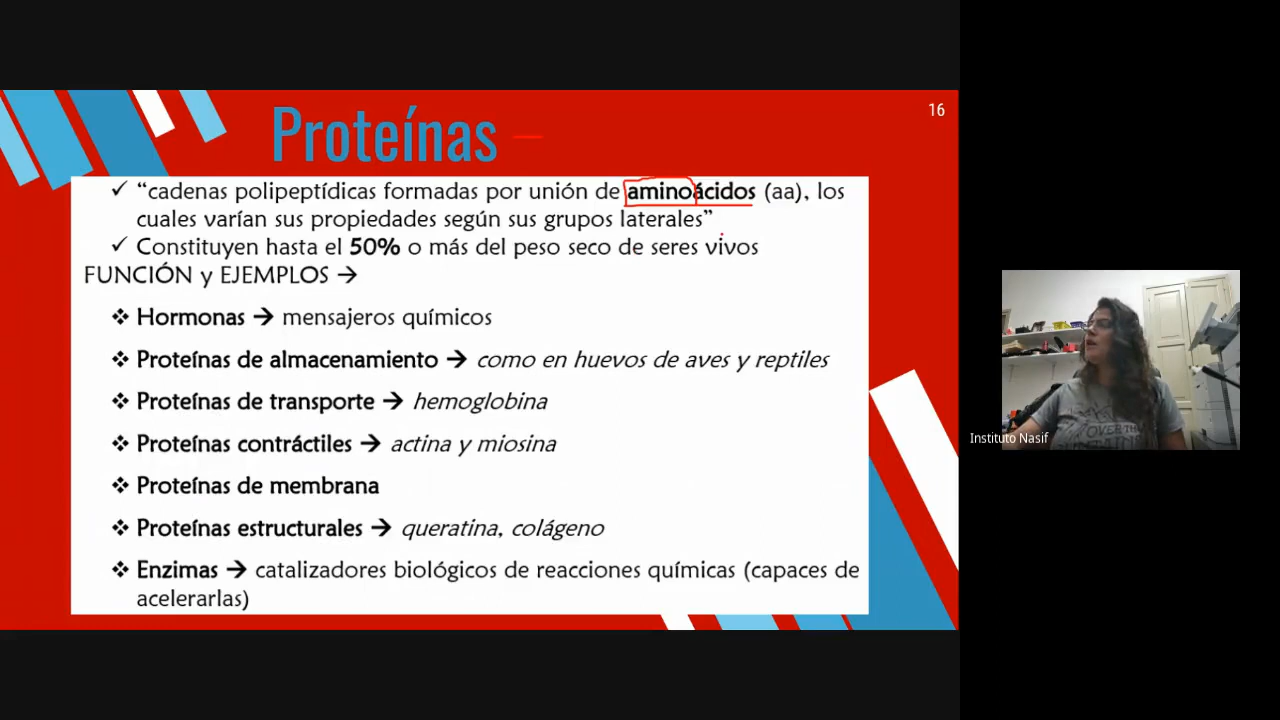 Proteínas
16
✓ “cadenas polipeptídicas formadas por unión de aminoácidos (aa), los
cuales varían sus propiedades según sus grupos laterales”
✓ Constituyen hasta el 50% o más del peso seco de seres vivos
FUNCIÓN y EJEMPLOS →
❖ Hormonas → mensajeros químicos
❖ Proteínas de almacenamiento → como en huevos de aves y reptiles
❖ Proteínas de transporte → hemoglobina
❖ Proteínas contráctiles → actina y miosina
❖ Proteínas de membrana
❖ Proteínas estructurales → queratina, colágeno
❖ Enzimas → catalizadores biológicos de reacciones químicas (capaces de
acelerarlas)
Instituto Nasif